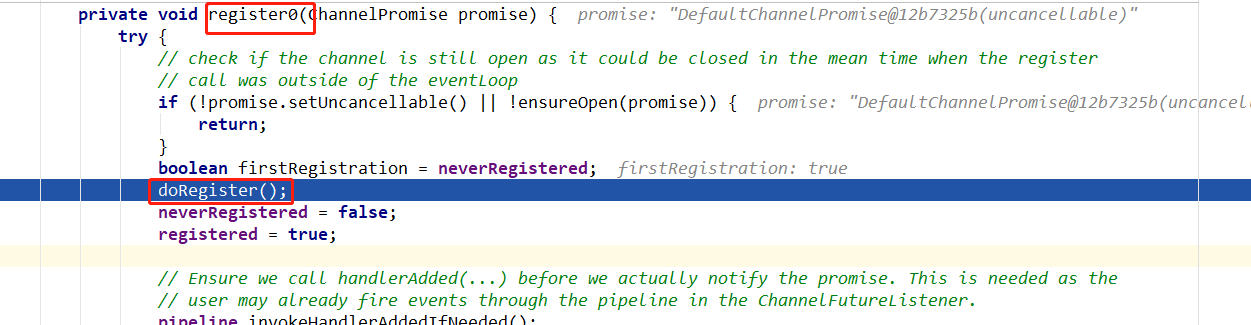 private void register0(ChannelPromise promise) { promise: "DefaultChannelPromise@12b7325b(uncancellable)"
try {
// check if the channel is still open as it could be closed in the mean time when the register
// call was outside of the eventLoop
if (!promise.setUncancellable() || !ensureOpen(promise)) { promise: "DefaultChannelPromise@12b7325b(uncancell
return;
}
boolean firstRegistration = neverRegistered; firstRegistration: true
doRegister();
neverRegistered = false;
registered = true;
// Ensure we call handlerAdded(...) before we actually notify the promise. This is needed as the
// user may already fire events through the pipeline in the ChannelFutureListener.
pipeline.invokeHandlerAddedIfNeeded();